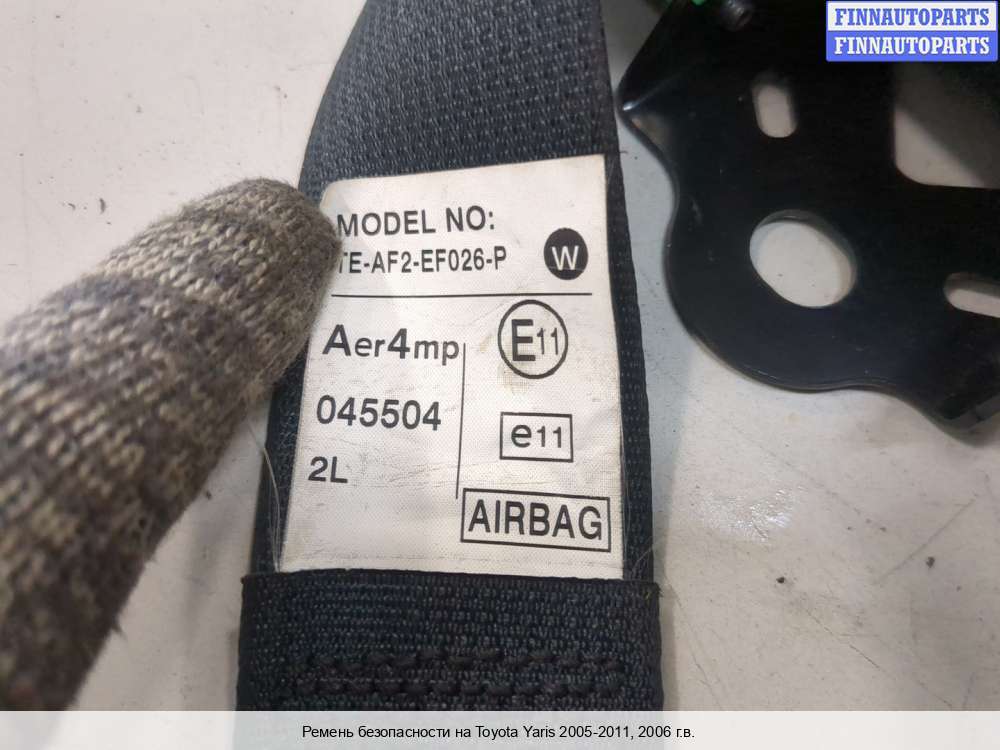 FINNAUTOPARTS
FINNAUTOPARTS
MODEL NO:
TE-AF2-EF026-P W
Aer4mp E11
045504 e11
2L
AIRBAG
Ремень безопасности на Toyota Yaris 2005-2011, 2006 г.в.